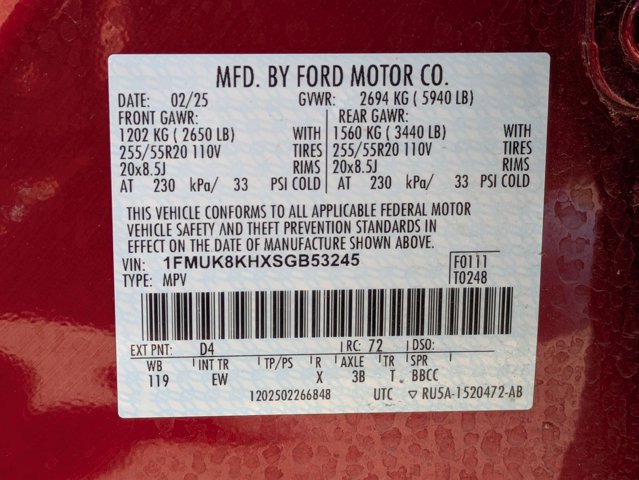 MFD. BY FORD MOTOR CO.
DATE: 02/25 GVWR: 2694 KG ( 5940 LB)
FRONT GAWR: REAR GAWR:
1202 KG ( 2650 LB) WITH 1560 KG ( 3440 LB) WITH
255/55R20 110V TIRES 255/55R20 110V TIRES
20x8.5J RIMS 20x8.5J RIMS
AT 230 kPa/ 33 PSI COLD AT 230 kPa/ 33 PSI COLD
THIS VEHICLE CONFORMS TO ALL APPLICABLE FEDERAL MOTOR
VEHICLE SAFETY AND THEFT PREVENTION STANDARDS IN
EFFECT ON THE DATE OF MANUFACTURE SHOWN ABOVE.
VIN: 1FMUK8KHXSGB53245 F0111
TYPE: MPV T0248
EXT PNT: D4 RC: 72 DSO:
WB INT TR TP/PS R AXLE TR SPR
119 EW X 3B T BBCC
1202502266848 UTC ▽ RU5A-1520472-AB